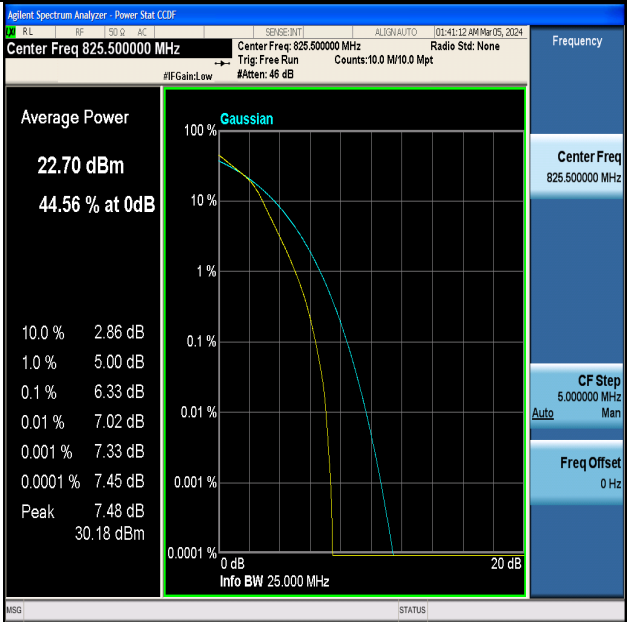 Agilent Spectrum Analyzer - Power Stat CCDF
LXI RL RF 50 Ω AC SENSE:INT ALIGN AUTO 01:41:12 AM Mar 05, 2024
Center Freq 825.500000 MHz
Center Freq: 825.500000 MHz Radio Std: None
Trig: Free Run Counts:10.0 M/10.0 Mpt
#IFGain:Low #Atten: 46 dB
Frequency
Average Power
22.70 dBm
44.56 % at 0dB
10.0 % 2.86 dB
1.0 % 5.00 dB
0.1 % 6.33 dB
0.01 % 7.02 dB
0.001 % 7.33 dB
0.0001 % 7.45 dB
Peak 7.48 dB
30.18 dBm
Gaussian
100 %
10 %
1 %
0.1 %
0.01 %
0.001 %
0.0001 %
0 dB 20 dB
Info BW 25.000 MHz
Center Freq
825.500000 MHz
CF Step
5.000000 MHz
Auto Man
Freq Offset
0 Hz
MSG STATUS